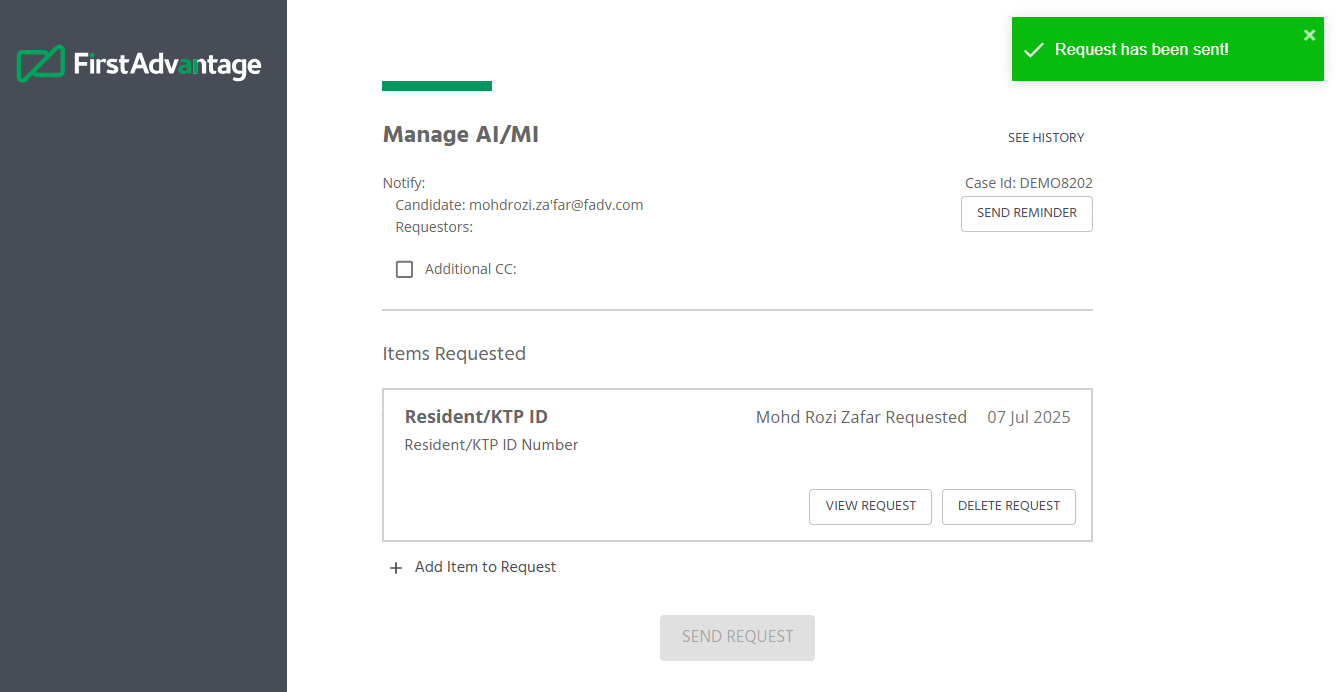 FirstAdvantage
Request has been sent!
Manage AI/MI
SEE HISTORY
Notify:
Case Id: DEMO8202
Candidate: mohdrozi.za'far@fadv.com
SEND REMINDER
Requestors:
Additional CC:
Items Requested
Resident/KTP ID
Mohd Rozi Zafar Requested 07 Jul 2025
Resident/KTP ID Number
VIEW REQUEST
DELETE REQUEST
+ Add Item to Request
SEND REQUEST